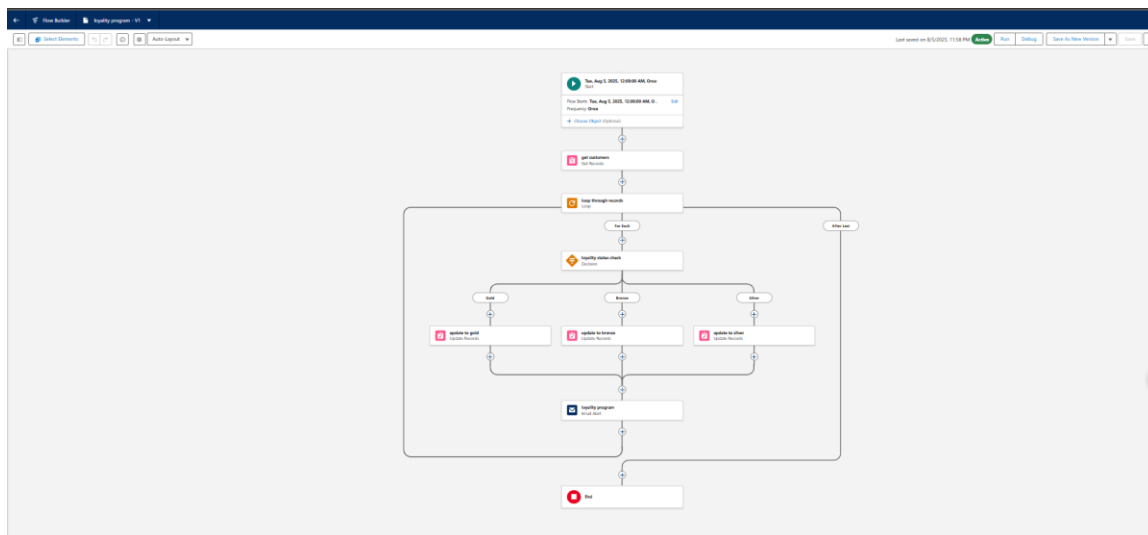 Flow Builder
loyality program - V1
Select Elements
Auto-Layout
Last saved on 8/5/2025, 11:58 PM
Active
Run
Debug
Save As New Version
Save
Tue, Aug 5, 2025, 12:00:00 AM, Once
Start
Flow Starts: Tue, Aug 5, 2025, 12:00:00 AM, O...
Edit
Frequency: Once
Choose Object (Optional)
get customers
Get Records
loop through records
Loop
For Each
After Last
loyality status check
Decision
Gold
Bronze
Silver
update to gold
Update Records
update to bronze
Update Records
update to silver
Update Records
loyality program
Email Alert
End